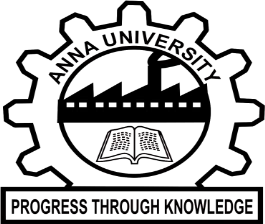 ANNA UNIVERSITY
PROGRESS THROUGH KNOWLEDGE